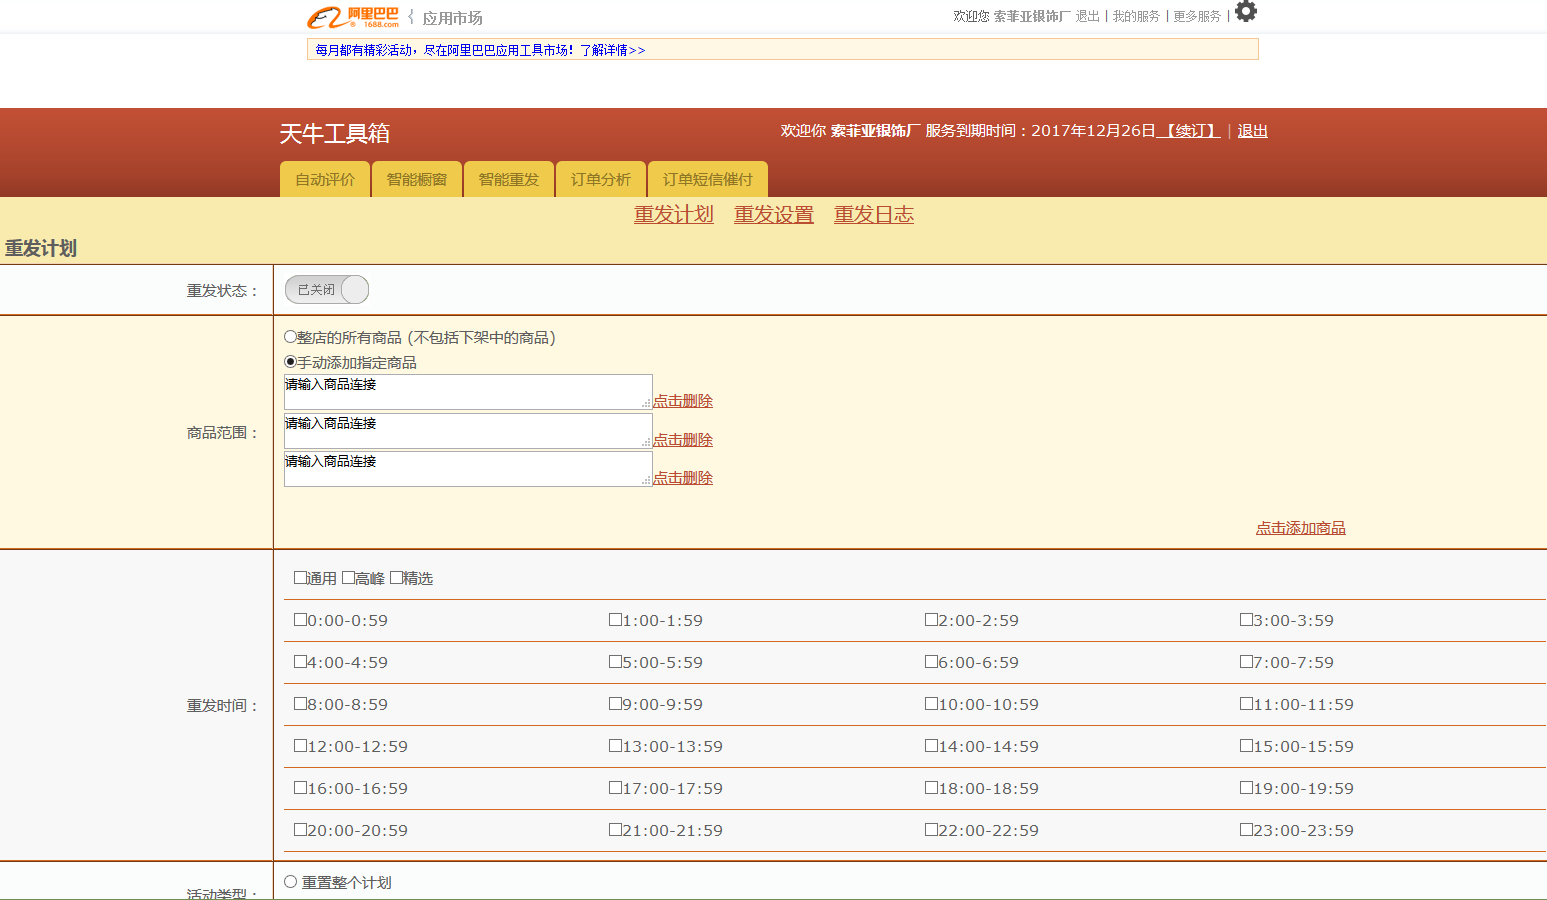 阿里巴巴 1688.com 应用市场
欢迎您 索菲亚银饰厂 退出 | 我的服务 | 更多服务 |
每月都有精彩活动，尽在阿里巴巴应用工具市场！了解详情>>
天牛工具箱
欢迎你 索菲亚银饰厂 服务到期时间：2017年12月26日 【续订】 | 退出
自动评价 智能橱窗 智能重发 订单分析 订单短信催付
重发计划 重发设置 重发日志
重发计划
重发状态： 已关闭
商品范围：
整店的所有商品 (不包括下架中的商品)
手动添加指定商品
请输入商品连接 点击删除
请输入商品连接 点击删除
请输入商品连接 点击删除
点击添加商品
重发时间：
通用 高峰 精选
0:00-0:59 1:00-1:59 2:00-2:59 3:00-3:59
4:00-4:59 5:00-5:59 6:00-6:59 7:00-7:59
8:00-8:59 9:00-9:59 10:00-10:59 11:00-11:59
12:00-12:59 13:00-13:59 14:00-14:59 15:00-15:59
16:00-16:59 17:00-17:59 18:00-18:59 19:00-19:59
20:00-20:59 21:00-21:59 22:00-22:59 23:00-23:59
活动类型： 重置整个计划